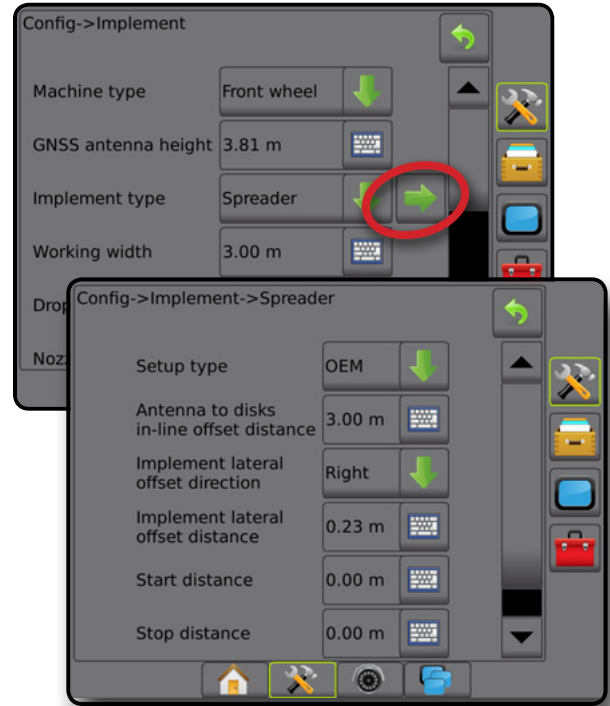 Config->Implement
Machine type Front wheel
GNSS antenna height 3.81 m
Implement type Spreader
Working width 3.00 m
Drop
Nozz
Config->Implement->Spreader
Setup type OEM
Antenna to disks
in-line offset distance 3.00 m
Implement lateral
offset direction Right
Implement lateral
offset distance 0.23 m
Start distance 0.00 m
Stop distance 0.00 m